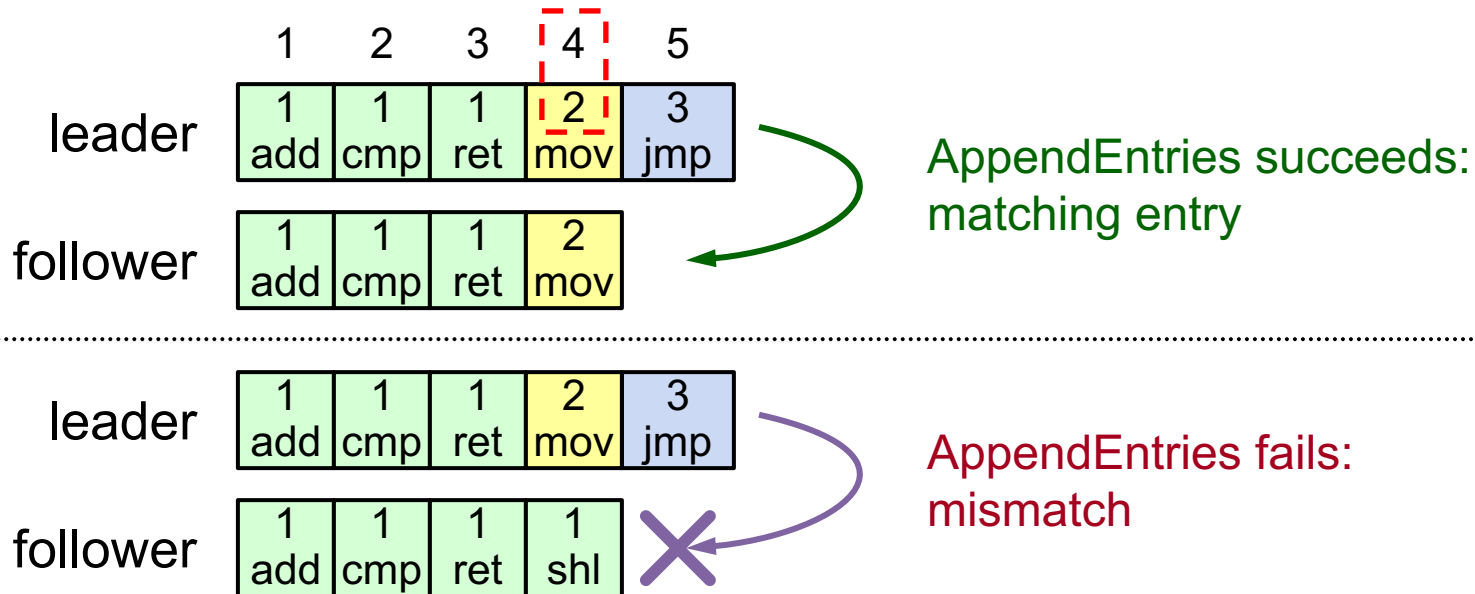 1 2 3 4 5
leader 1 1 1 2 3
add cmp ret mov jmp
AppendEntries succeeds:
matching entry
follower 1 1 1 2
add cmp ret mov
leader 1 1 1 2 3
add cmp ret mov jmp
AppendEntries fails:
mismatch
follower 1 1 1 1
add cmp ret shl